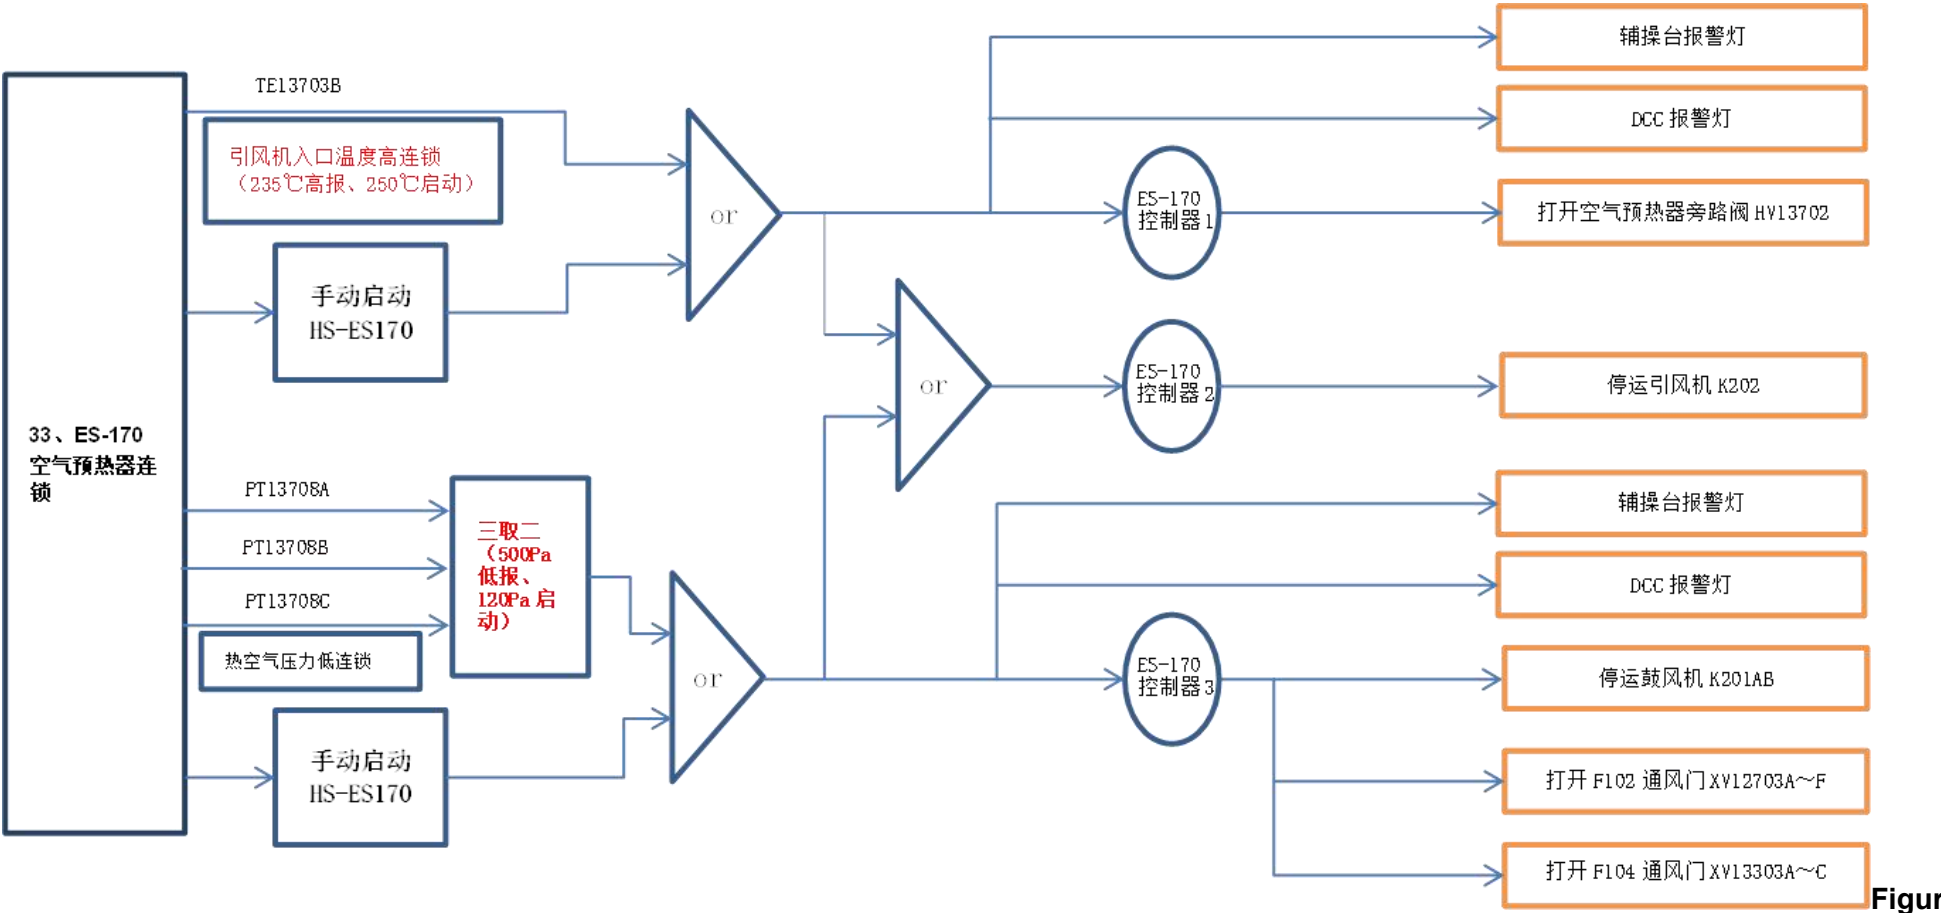 33、ES-170
空气预热器连
锁
TE13703B
引风机入口温度高连锁
（235℃高报、250℃启动）
手动启动
HS-ES170
PT13708A
PT13708B
PT13708C
热空气压力低连锁
三取二
（500Pa
低报、
120Pa 启
动）
手动启动
HS-ES170
or
or
or
ES-170
控制器1
ES-170
控制器2
ES-170
控制器3
辅操台报警灯
DCC 报警灯
打开空气预热器旁路阀 HV13702
停运引风机 K202
辅操台报警灯
DCC 报警灯
停运鼓风机 K201AB
打开 F102 通风门 XV12703A～F
打开 F104 通风门 XV13303A～C
Figur